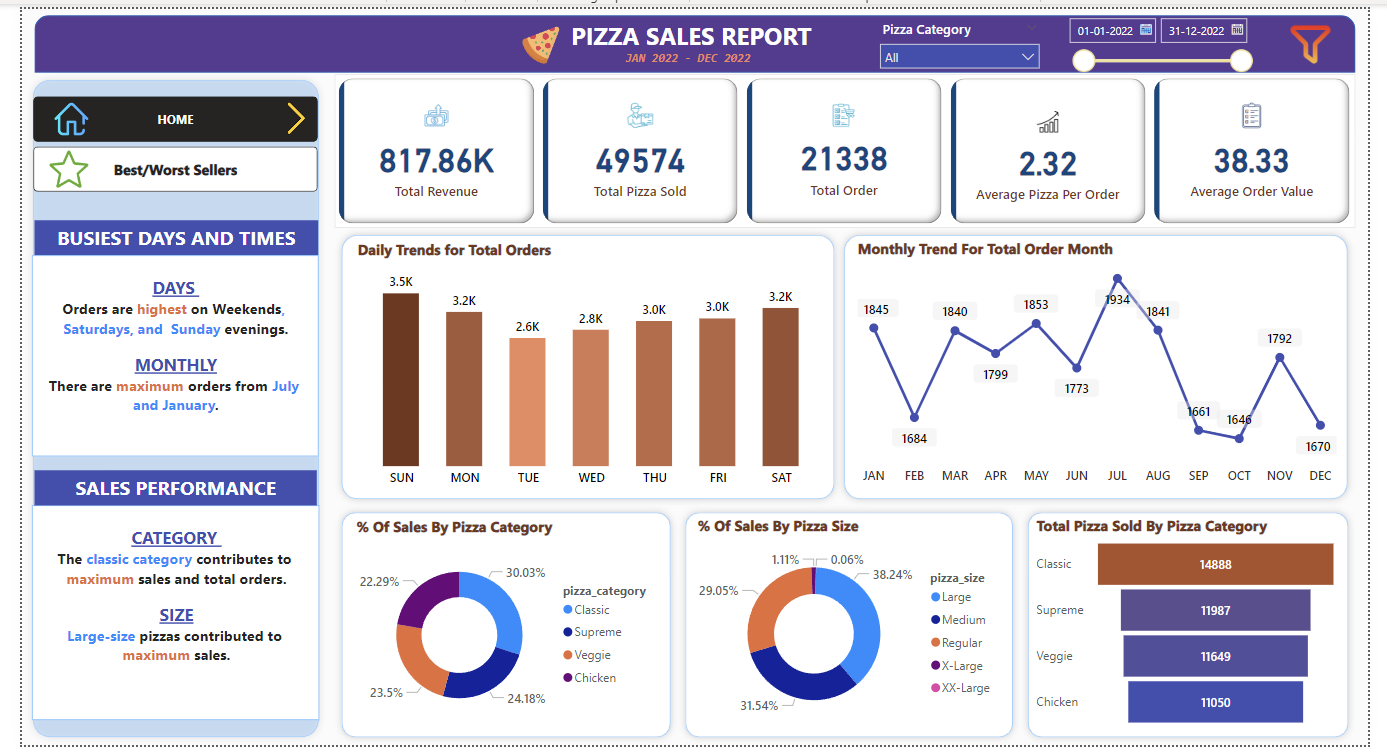 PIZZA SALES REPORT
JAN 2022 - DEC 2022
Pizza Category
All
01-01-2022
31-12-2022
HOME
Best/Worst Sellers
BUSIEST DAYS AND TIMES
DAYS
Orders are highest on Weekends,
Saturdays, and Sunday evenings.
MONTHLY
There are maximum orders from July
and January.
SALES PERFORMANCE
CATEGORY
The classic category contributes to
maximum sales and total orders.
SIZE
Large-size pizzas contributed to
maximum sales.
817.86K
Total Revenue
49574
Total Pizza Sold
21338
Total Order
2.32
Average Pizza Per Order
38.33
Average Order Value
Daily Trends for Total Orders
3.5K
3.2K
2.6K
2.8K
3.0K
3.0K
3.2K
SUN MON TUE WED THU FRI SAT
Monthly Trend For Total Order Month
1845
1684
1840
1799
1853
1773
1934
1841
1661
1646
1792
1670
JAN FEB MAR APR MAY JUN JUL AUG SEP OCT NOV DEC
% Of Sales By Pizza Category
30.03%
24.18%
23.5%
22.29%
pizza_category
Classic
Supreme
Veggie
Chicken
% Of Sales By Pizza Size
1.11%
0.06%
38.24%
29.05%
31.54%
pizza_size
Large
Medium
Regular
X-Large
XX-Large
Total Pizza Sold By Pizza Category
Classic 14888
Supreme 11987
Veggie 11649
Chicken 11050